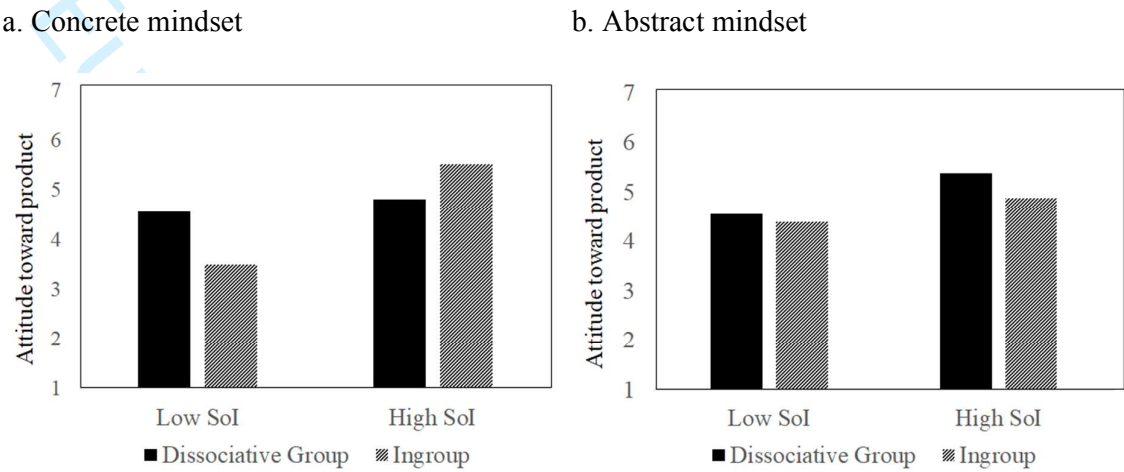 a. Concrete mindset
7
6
5
4
3
2
1
Attitude toward product
Low SoI High SoI
Dissociative Group Ingroup
b. Abstract mindset
7
6
5
4
3
2
1
Attitude toward product
Low SoI High SoI
Dissociative Group Ingroup